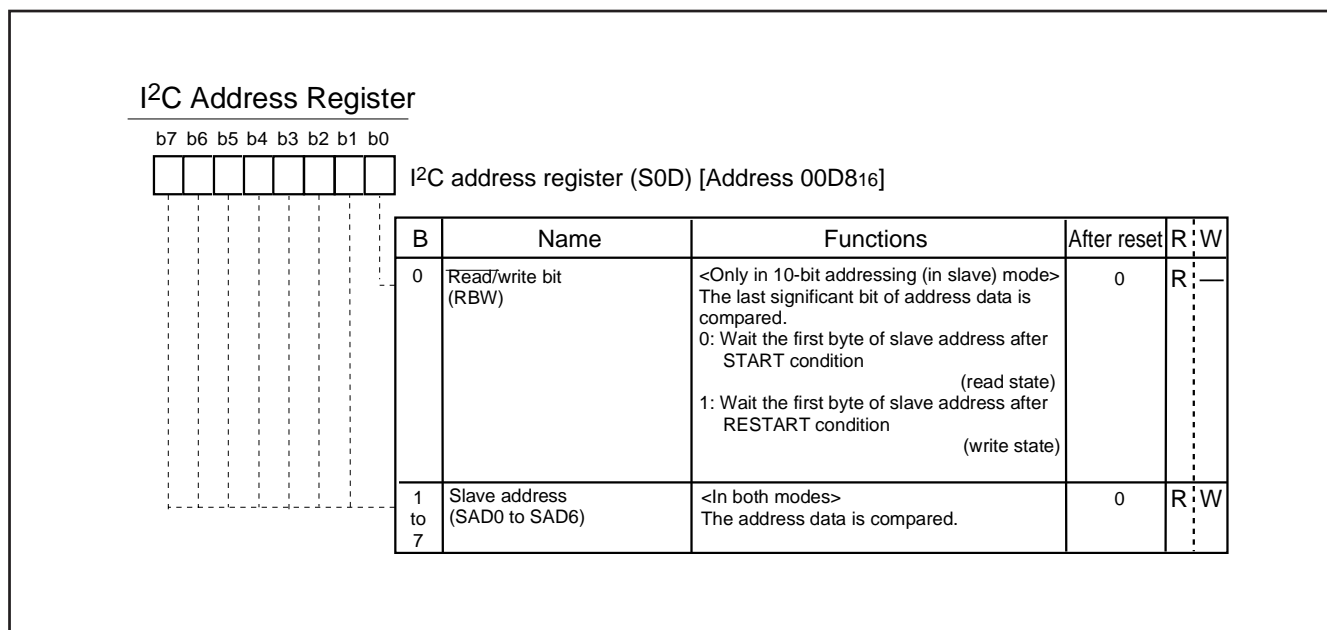 I2C Address Register
b7 b6 b5 b4 b3 b2 b1 b0
I2C address register (S0D) [Address 00D816]
B Name Functions After reset R W
0 Read/write bit (RBW) <Only in 10-bit addressing (in slave) mode> 0 R —
The last significant bit of address data is
compared.
0: Wait the first byte of slave address after
START condition
(read state)
1: Wait the first byte of slave address after
RESTART condition
(write state)
1 to 7 Slave address (SAD0 to SAD6) <In both modes> 0 R W
The address data is compared.